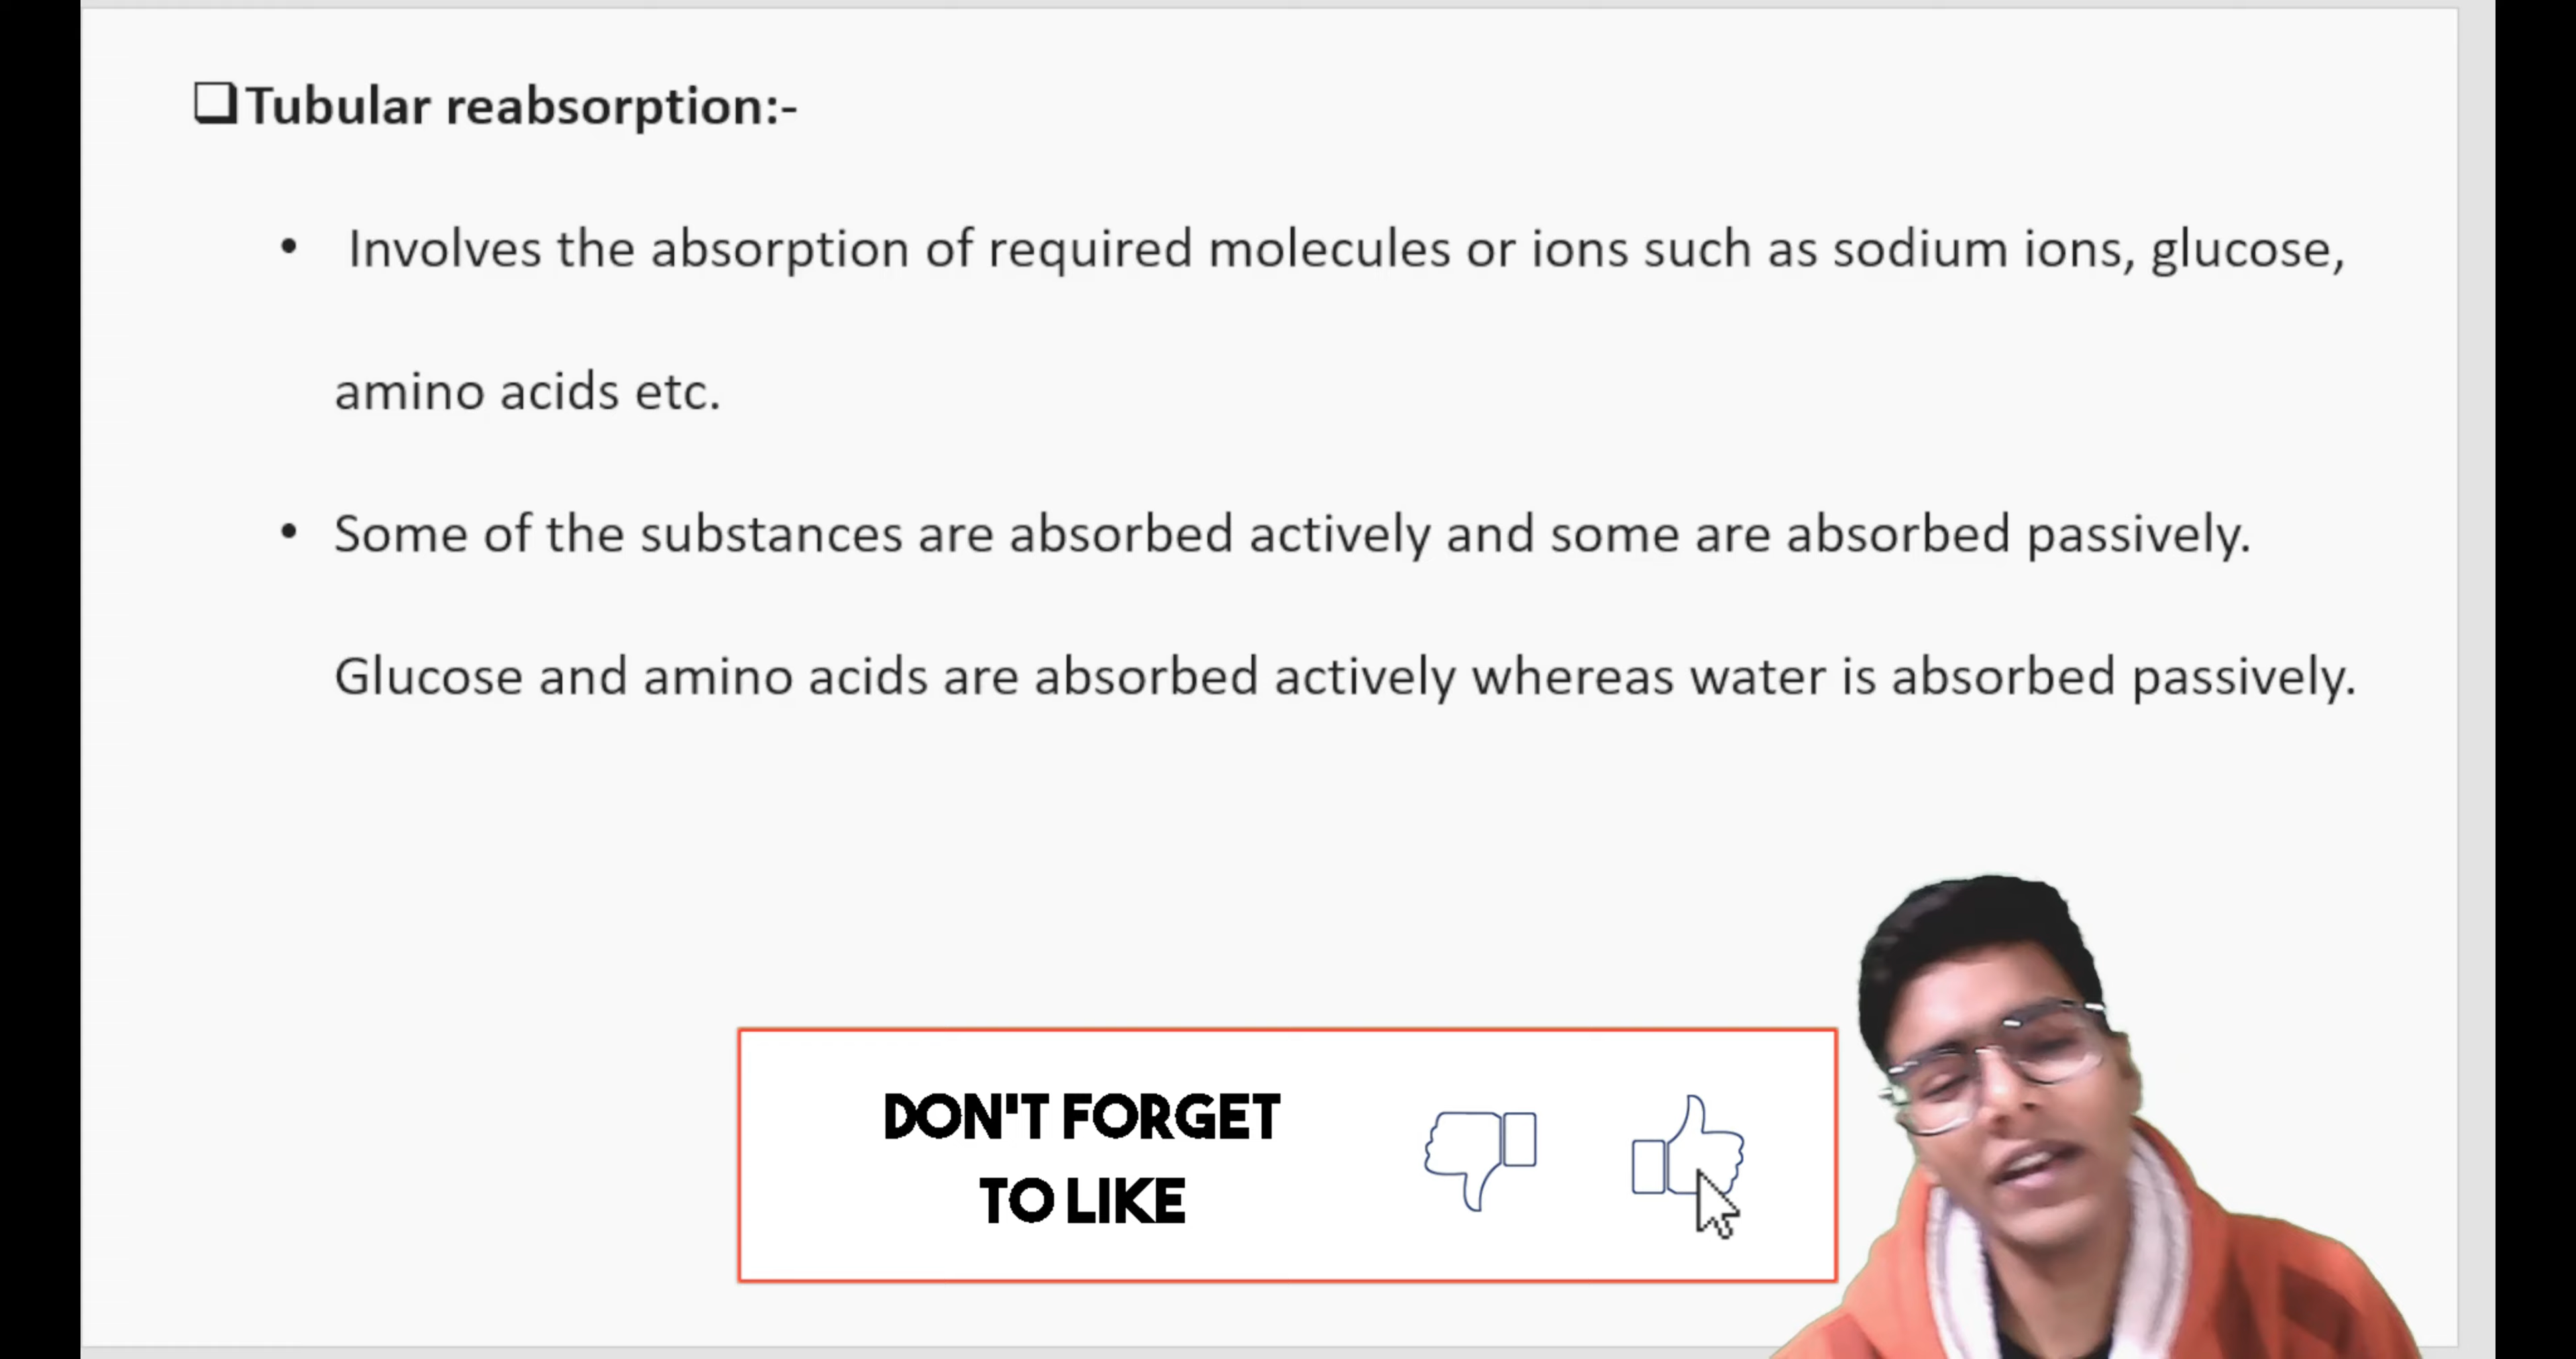 ❑Tubular reabsorption:-
• Involves the absorption of required molecules or ions such as sodium ions, glucose,
amino acids etc.
• Some of the substances are absorbed actively and some are absorbed passively.
Glucose and amino acids are absorbed actively whereas water is absorbed passively.
DON'T FORGET
TO LIKE